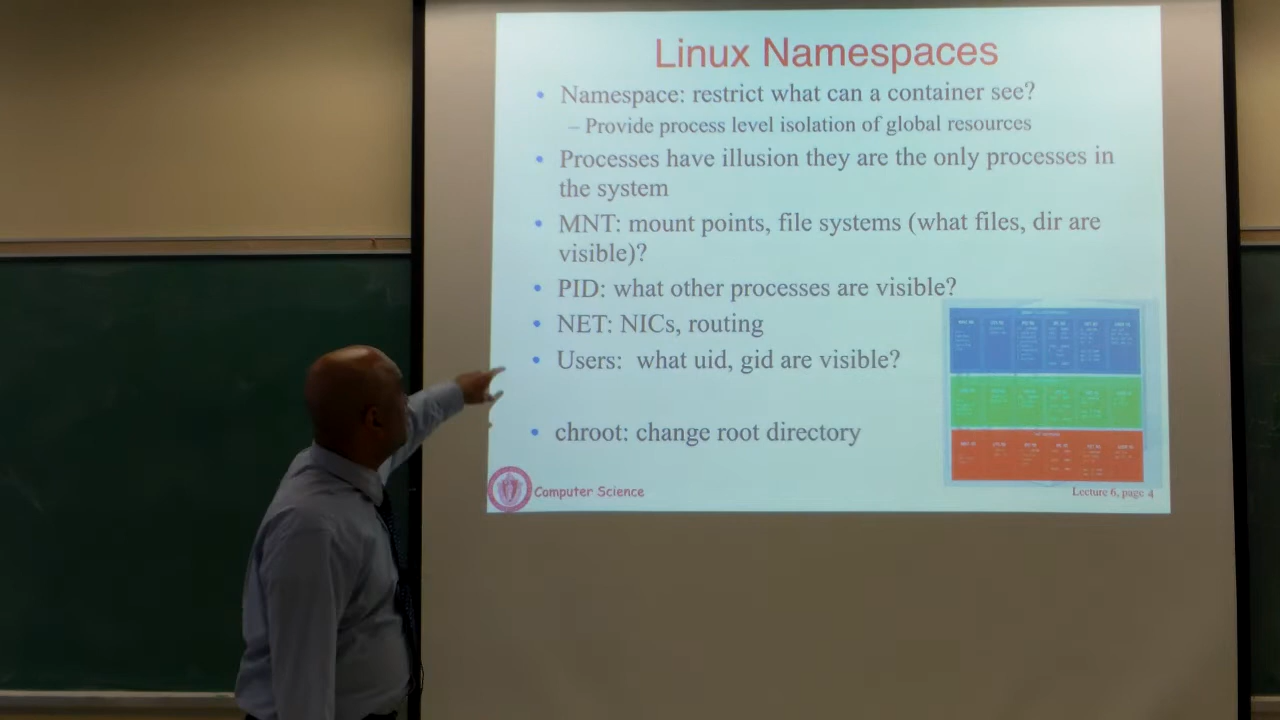 Linux Namespaces
• Namespace: restrict what can a container see?
– Provide process level isolation of global resources
• Processes have illusion they are the only processes in
the system
• MNT: mount points, file systems (what files, dir are
visible)?
• PID: what other processes are visible?
• NET: NICs, routing
• Users: what uid, gid are visible?
• chroot: change root directory
Computer Science
Lecture 6, page 4